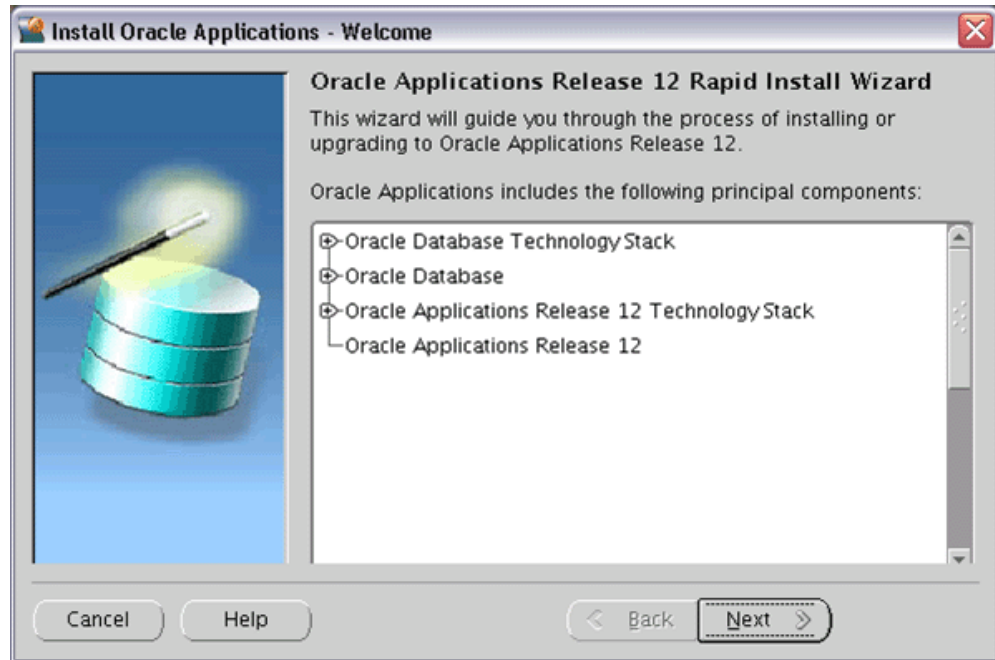 Install Oracle Applications - Welcome
Oracle Applications Release 12 Rapid Install Wizard
This wizard will guide you through the process of installing or
upgrading to Oracle Applications Release 12.
Oracle Applications includes the following principal components:
Oracle Database Technology Stack
Oracle Database
Oracle Applications Release 12 Technology Stack
Oracle Applications Release 12
Cancel
Help
Back
Next